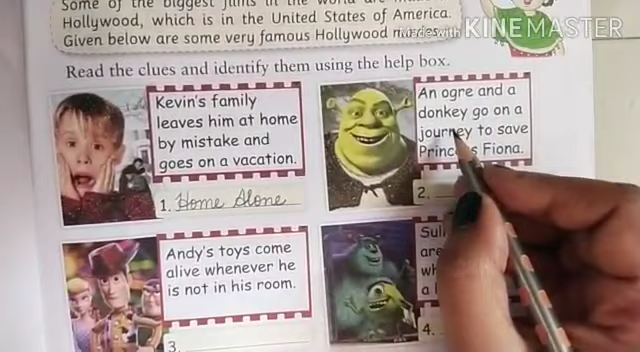 Some of the biggest films in the world are
Hollywood, which is in the United States of America.
Given below are some very famous Hollywood movies.
Made with KINEMASTER
Read the clues and identify them using the help box.
Kevin's family
leaves him at home
by mistake and
goes on a vacation.
1. Home Alone
An ogre and a
donkey go on a
journey to save
Princess Fiona.
2.
Andy's toys come
alive whenever he
is not in his room.
3.
are
4.